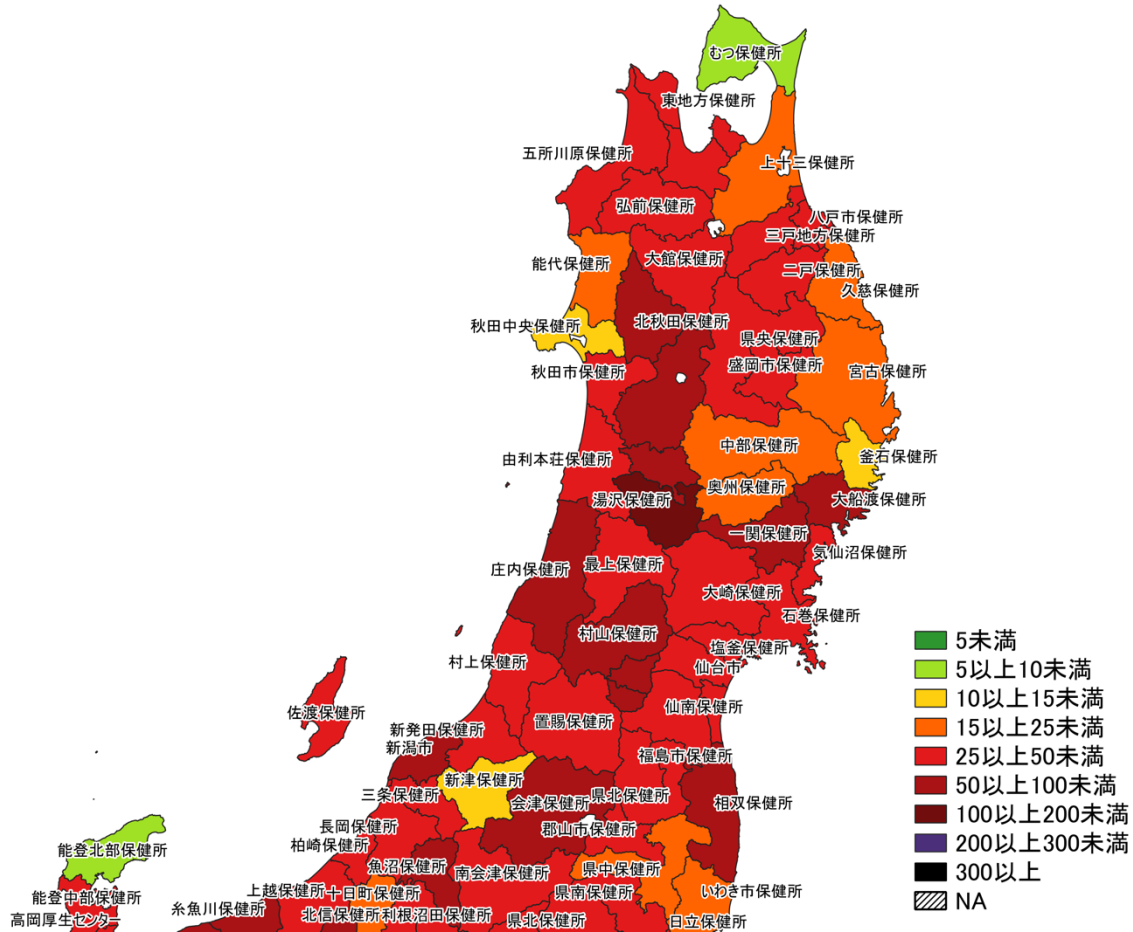 むつ保健所
東地方保健所
五所川原保健所
上十三保健所
弘前保健所
八戸市保健所
三戸地方保健所
大館保健所
能代保健所
二戸保健所
久慈保健所
北秋田保健所
秋田中央保健所
県央保健所
盛岡市保健所
秋田市保健所
宮古保健所
中部保健所
釜石保健所
由利本荘保健所
奥州保健所
湯沢保健所
大船渡保健所
一関保健所
気仙沼保健所
庄内保健所
最上保健所
大崎保健所
石巻保健所
村山保健所
塩釜保健所
村上保健所
仙台市
佐渡保健所
仙南保健所
置賜保健所
新発田保健所
新潟市
福島市保健所
新津保健所
三条保健所
会津保健所
県北保健所
相双保健所
長岡保健所
郡山市保健所
柏崎保健所
能登北部保健所
魚沼保健所
南会津保健所
県中保健所
上越保健所
十日町保健所
県南保健所
いわき市保健所
能登中部保健所
糸魚川保健所
北信保健所
利根沼田保健所
県北保健所
日立保健所
高岡厚生センター
5未満
5以上10未満
10以上15未満
15以上25未満
25以上50未満
50以上100未満
100以上200未満
200以上300未満
300以上
NA